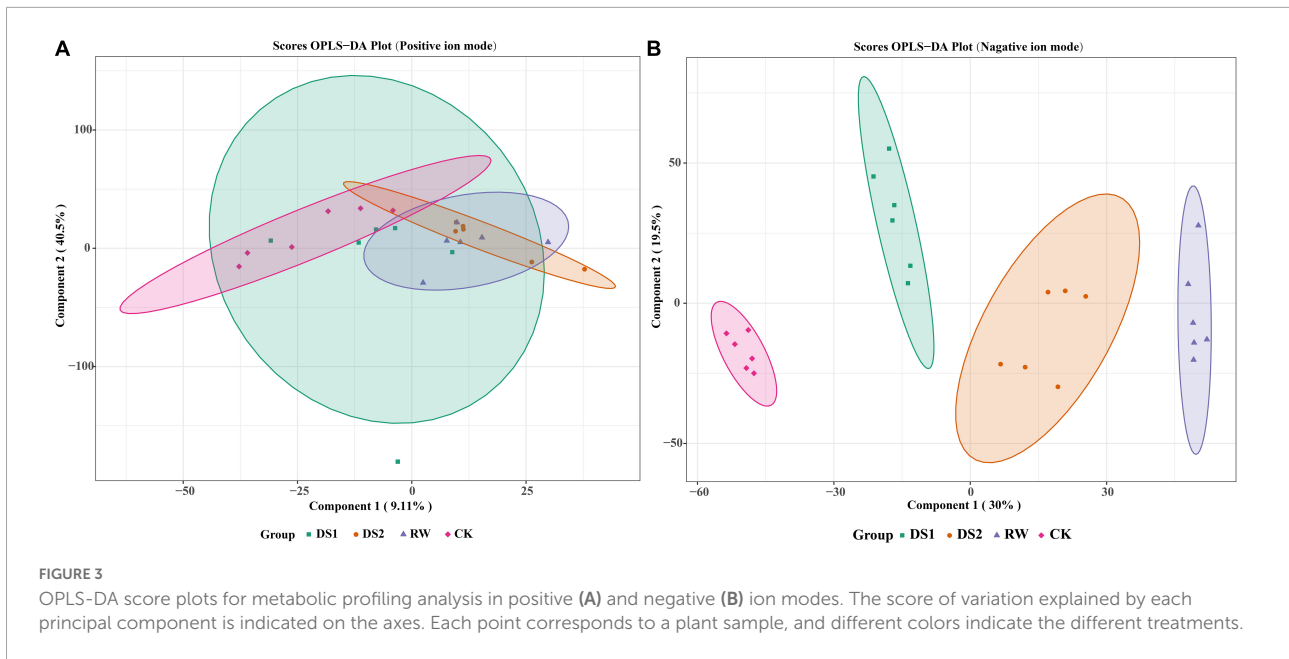 A
Scores OPLS−DA Plot (Positive ion mode)
100
0
−100
Component 2 ( 40.5% )
−50
−25
0
25
Component 1 ( 9.11% )
Group DS1 DS2 RW CK
B
Scores OPLS−DA Plot (Nagative ion mode)
50
0
−50
Component 2 ( 19.5% )
−60
−30
0
30
Component 1 ( 30% )
Group DS1 DS2 RW CK
FIGURE 3
OPLS-DA score plots for metabolic profiling analysis in positive (A) and negative (B) ion modes. The score of variation explained by each
principal component is indicated on the axes. Each point corresponds to a plant sample, and different colors indicate the different treatments.